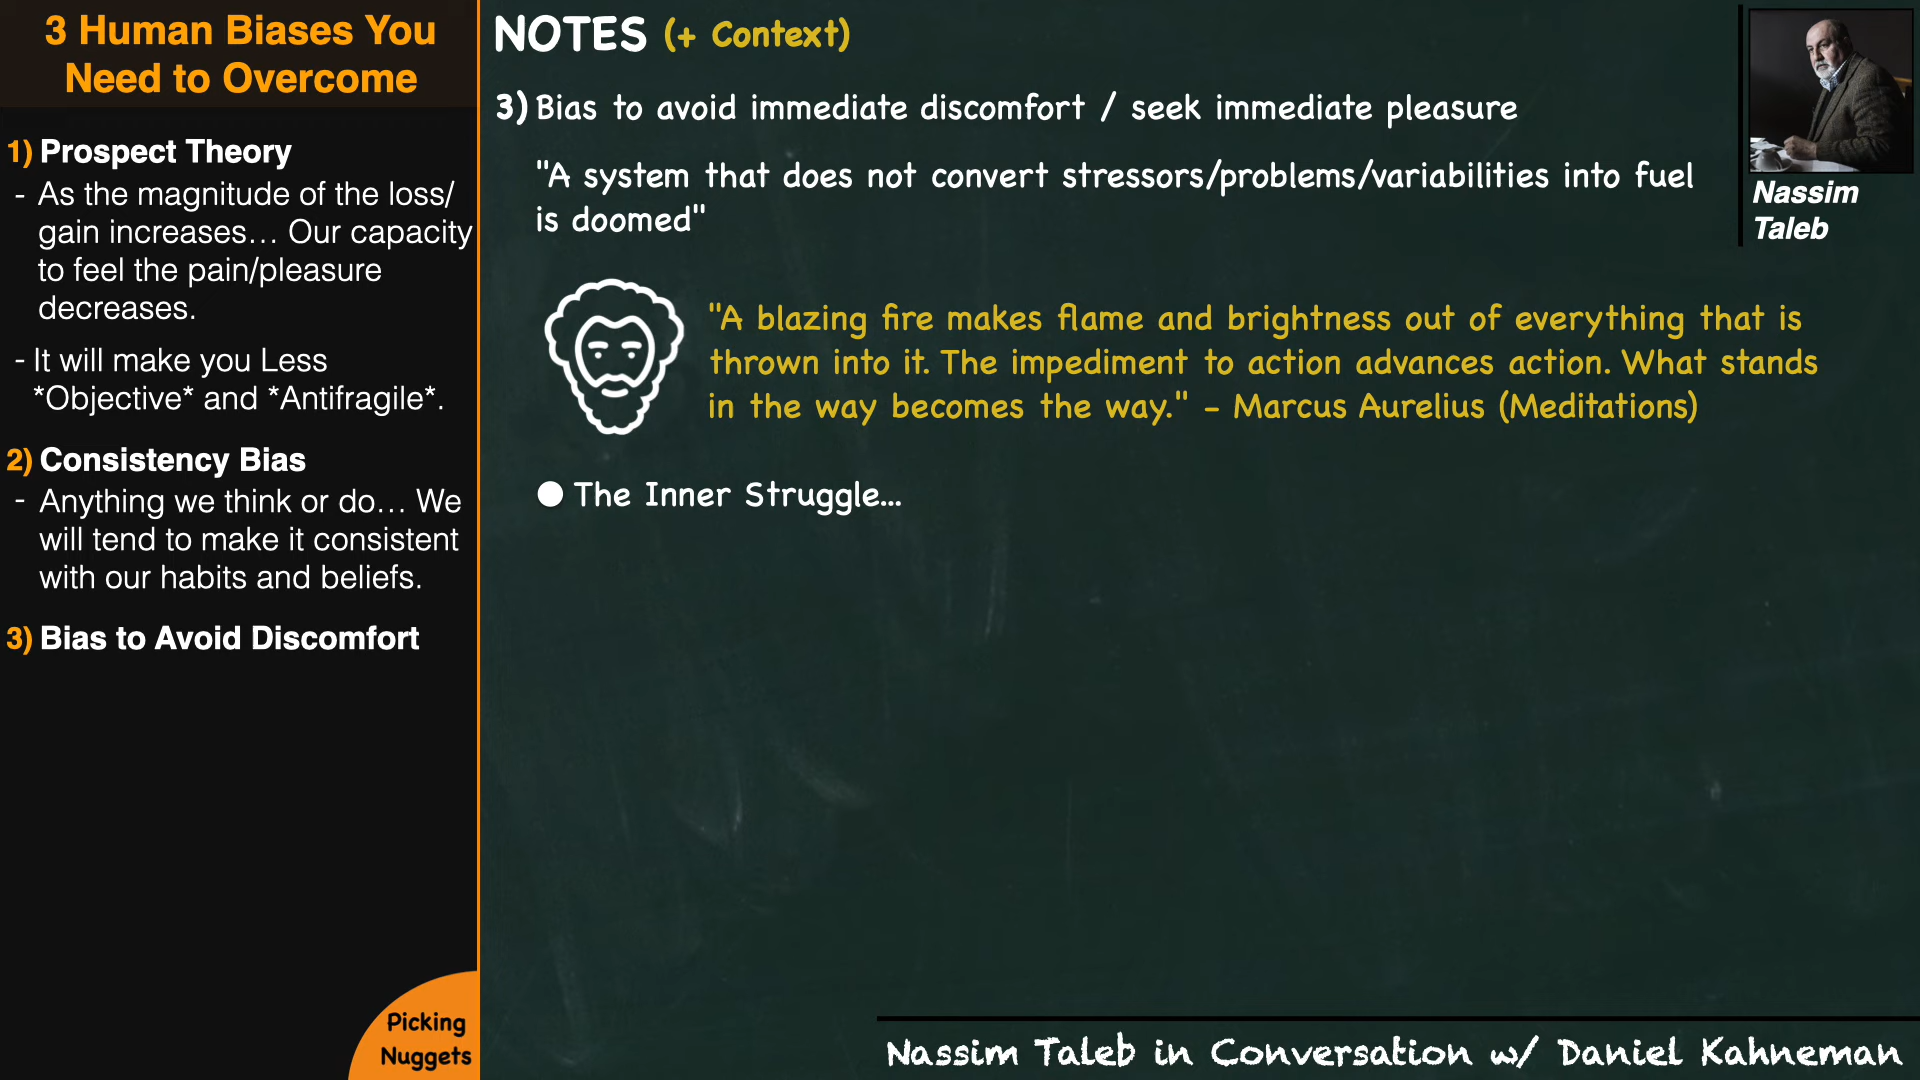 3 Human Biases You
Need to Overcome
1) Prospect Theory
- As the magnitude of the loss/
gain increases... Our capacity
to feel the pain/pleasure
decreases.
- It will make you Less
*Objective* and *Antifragile*.
2) Consistency Bias
- Anything we think or do... We
will tend to make it consistent
with our habits and beliefs.
3) Bias to Avoid Discomfort
Picking
Nuggets
NOTES (+ Context)
3) Bias to avoid immediate discomfort / seek immediate pleasure
"A system that does not convert stressors/problems/variabilities into fuel
is doomed"
"A blazing fire makes flame and brightness out of everything that is
thrown into it. The impediment to action advances action. What stands
in the way becomes the way." - Marcus Aurelius (Meditations)
● The Inner Struggle...
Nassim
Taleb
Nassim Taleb in Conversation w/ Daniel Kahneman